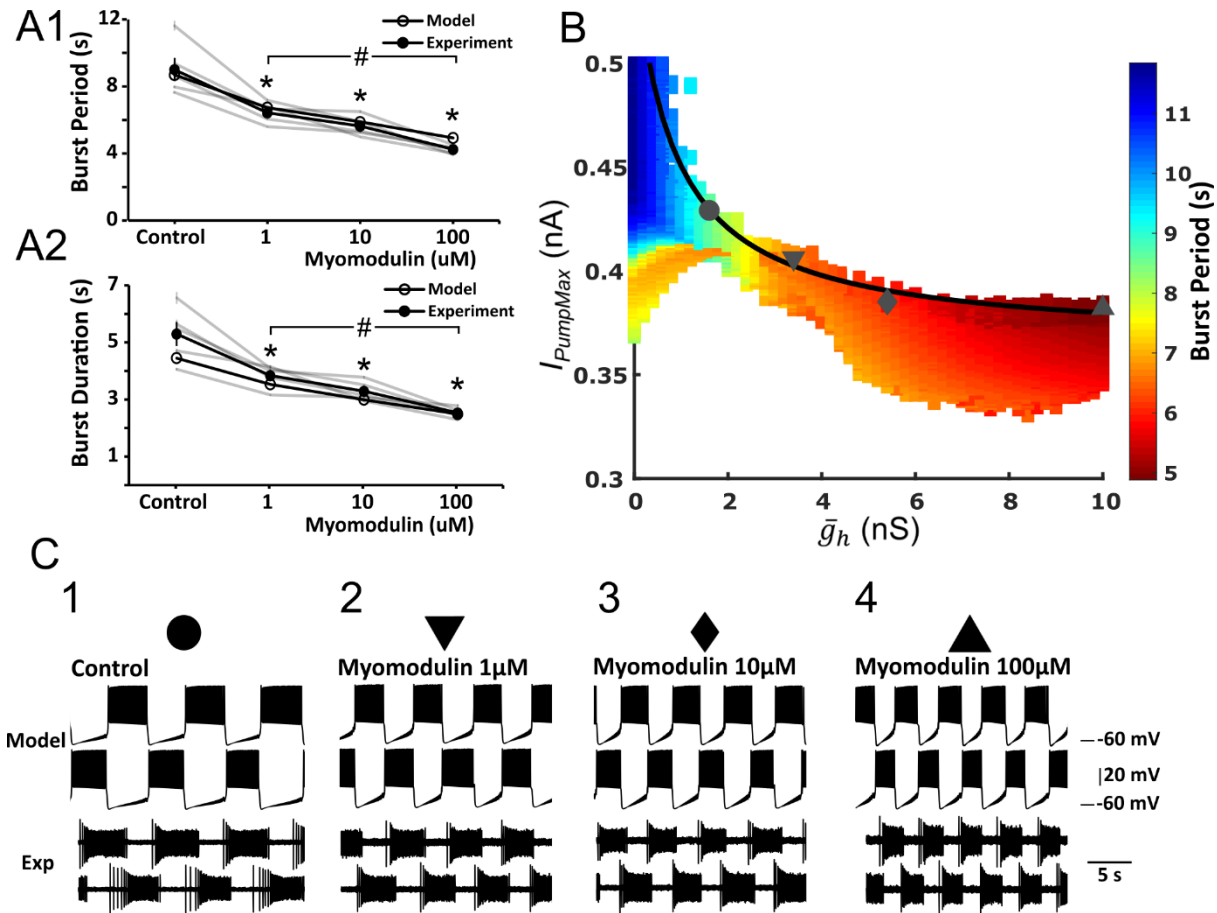 A1
Burst Period (s)
12
8
4
0
Model
Experiment
#
*
*
*
Control
1
10
100
Myomodulin (uM)
A2
Burst Duration (s)
7
5
3
1
Model
Experiment
#
*
*
*
Control
1
10
100
Myomodulin (uM)
B
I_PumpMax (nA)
0.5
0.45
0.4
0.35
0.3
0
2
4
6
8
10
ḡ_h (nS)
11
10
9
8
7
6
5
Burst Period (s)
C
1
2
3
4
Control
Myomodulin 1µM
Myomodulin 10µM
Myomodulin 100µM
Model
-60 mV
20 mV
-60 mV
Exp
5 s